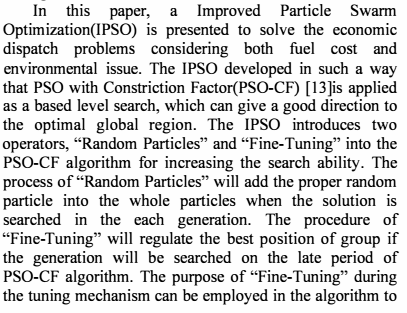 In this paper, a Improved Particle Swarm
Optimization(IPSO) is presented to solve the economic
dispatch problems considering both fuel cost and
environmental issue. The IPSO developed in such a way
that PSO with Constriction Factor(PSO-CF) [13]is applied
as a based level search, which can give a good direction to
the optimal global region. The IPSO introduces two
operators, “Random Particles” and “Fine-Tuning” into the
PSO-CF algorithm for increasing the search ability. The
process of “Random Particles” will add the proper random
particle into the whole particles when the solution is
searched in the each generation. The procedure of
“Fine-Tuning” will regulate the best position of group if
the generation will be searched on the late period of
PSO-CF algorithm. The purpose of “Fine-Tuning” during
the tuning mechanism can be employed in the algorithm to